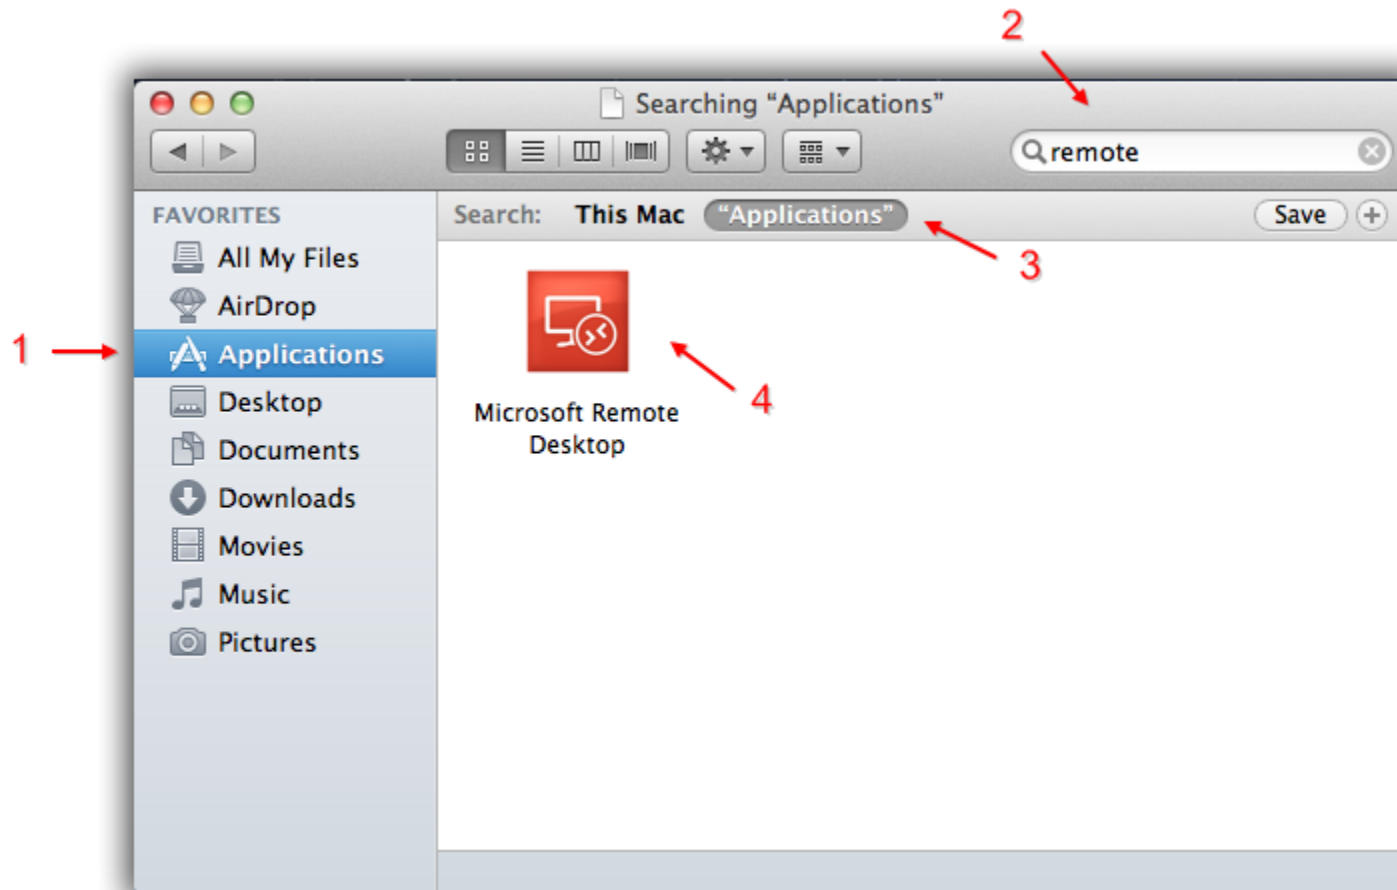 2
Searching “Applications”
remote
FAVORITES
Search: This Mac “Applications” Save
3
All My Files
AirDrop
1
Applications
Desktop
Documents
Downloads
Movies
Music
Pictures
4
Microsoft Remote
Desktop